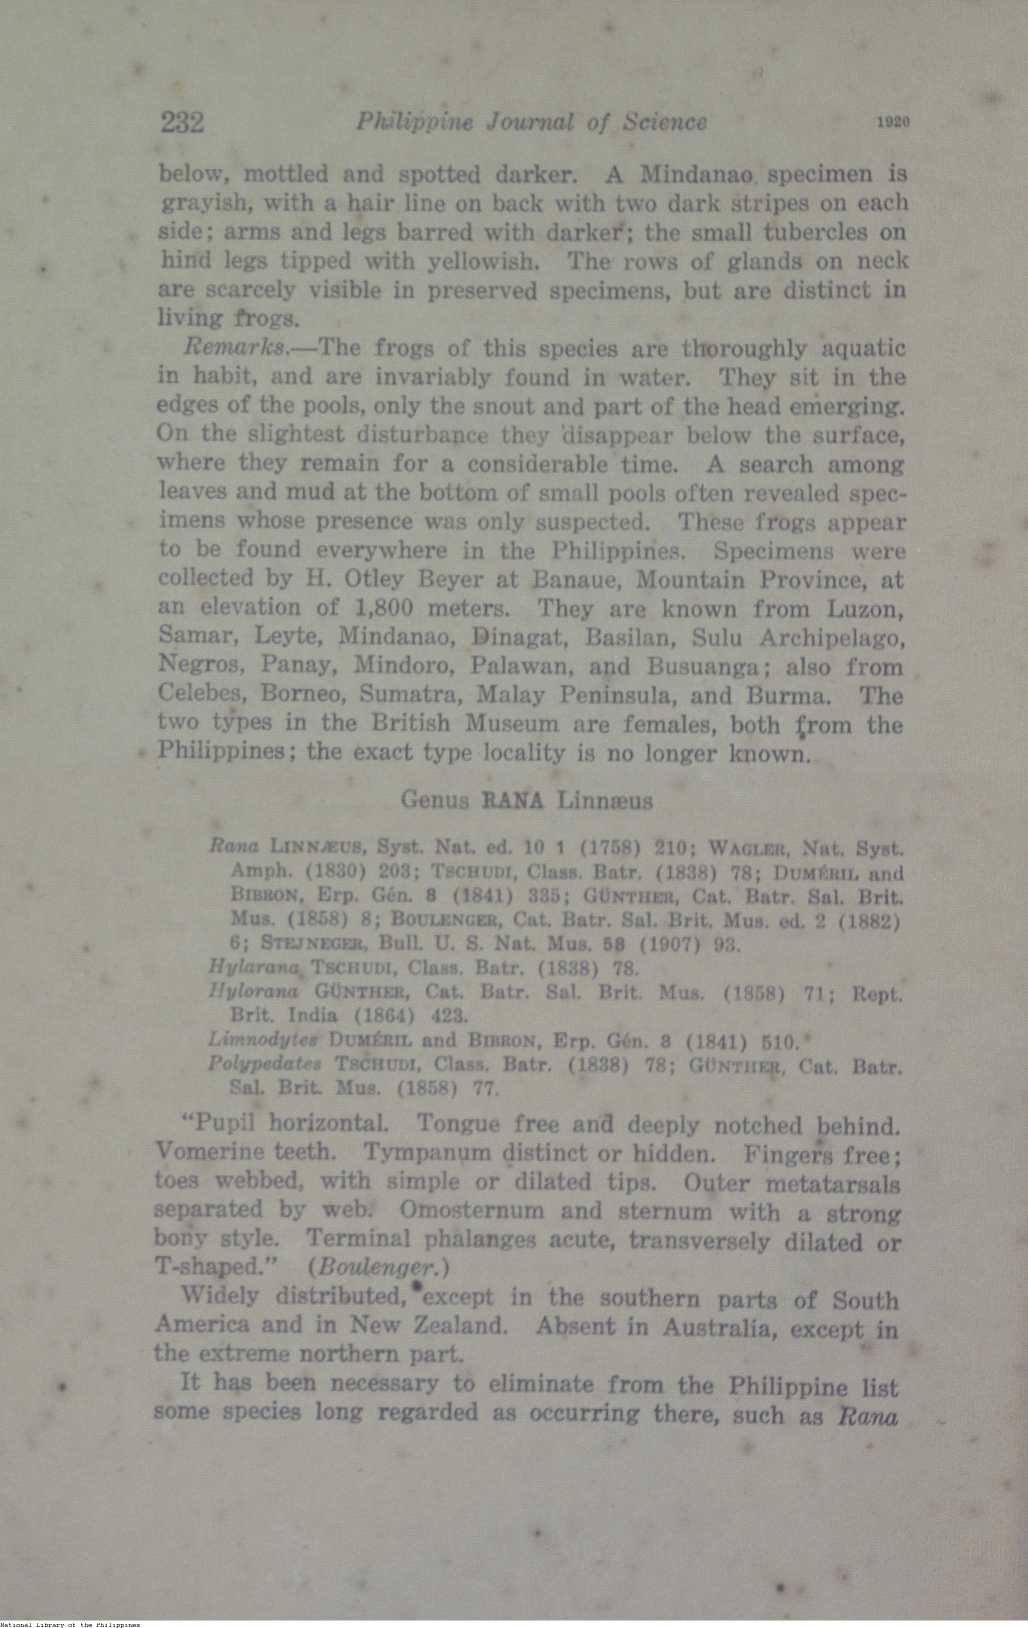 232 Philippine Journal of Science 1920
below, mottled and spotted darker. A Mindanao specimen is
grayish, with a hair line on back with two dark stripes on each
side; arms and legs barred with darker; the small tubercles on
hind legs tipped with yellowish. The rows of glands on neck
are scarcely visible in preserved specimens, but are distinct in
living frogs.
Remarks.—The frogs of this species are thoroughly aquatic
in habit, and are invariably found in water. They sit in the
edges of the pools, only the snout and part of the head emerging.
On the slightest disturbance they disappear below the surface,
where they remain for a considerable time. A search among
leaves and mud at the bottom of small pools often revealed spec-
imens whose presence was only suspected. These frogs appear
to be found everywhere in the Philippines. Specimens were
collected by H. Otley Beyer at Banaue, Mountain Province, at
an elevation of 1,800 meters. They are known from Luzon,
Samar, Leyte, Mindanao, Dinagat, Basilan, Sulu Archipelago,
Negros, Panay, Mindoro, Palawan, and Busuanga; also from
Celebes, Borneo, Sumatra, Malay Peninsula, and Burma. The
two types in the British Museum are females, both from the
Philippines; the exact type locality is no longer known.
Genus RANA Linnæus
Rana LINNÆUS, Syst. Nat. ed. 10 1 (1758) 210; WAGLER, Nat. Syst.
Amph. (1830) 203; TSCHUDI, Class. Batr. (1838) 78; DUMÉRIL and
BIBRON, Erp. Gén. 8 (1841) 335; GÜNTHER, Cat. Batr. Sal. Brit.
Mus. (1858) 8; BOULENGER, Cat. Batr. Sal. Brit. Mus. ed. 2 (1882)
6; STEJNEGER, Bull. U. S. Nat. Mus. 58 (1907) 93.
Hylarana TSCHUDI, Class. Batr. (1838) 78.
Hylorana GÜNTHER, Cat. Batr. Sal. Brit. Mus. (1858) 71; Rept.
Brit. India (1864) 423.
Limnodytes DUMÉRIL and BIBRON, Erp. Gén. 8 (1841) 510.
Polypedates TSCHUDI, Class. Batr. (1838) 78; GÜNTHER, Cat. Batr.
Sal. Brit. Mus. (1858) 77.
"Pupil horizontal. Tongue free and deeply notched behind.
Vomerine teeth. Tympanum distinct or hidden. Fingers free;
toes webbed, with simple or dilated tips. Outer metatarsals
separated by web. Omosternum and sternum with a strong
bony style. Terminal phalanges acute, transversely dilated or
T-shaped." (Boulenger.)
Widely distributed, except in the southern parts of South
America and in New Zealand. Absent in Australia, except in
the extreme northern part.
It has been necessary to eliminate from the Philippine list
some species long regarded as occurring there, such as Rana
National Library of the Philippines